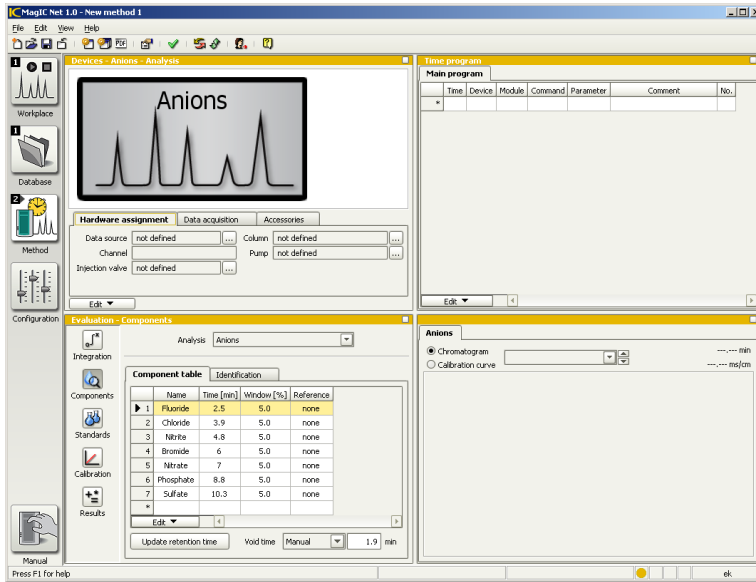 MagIC Net 1.0 - New method 1
File Edit View Help
PDF
1
Workplace
1
Database
2
Method
Configuration
Manual
Devices - Anions - Analysis
Anions
Hardware assignment Data acquisition Accessories
Data source not defined ... Column not defined ...
Channel Pump not defined ...
Injection valve not defined ...
Edit
Time program
Main program
Time Device Module Command Parameter Comment No.
*
Edit
Evaluation - Components
Integration
Components
Standards
Calibration
Results
Analysis Anions
Component table Identification
Name Time [min] Window [%] Reference
1 Fluoride 2.5 5.0 none
2 Chloride 3.9 5.0 none
3 Nitrite 4.8 5.0 none
4 Bromide 6 5.0 none
5 Nitrate 7 5.0 none
6 Phosphate 8.8 5.0 none
7 Sulfate 10.3 5.0 none
*
Edit
Update retention time Void time Manual 1.9 min
Anions
Chromatogram ---.--- min
Calibration curve ---.--- ms/cm
Press F1 for help ek